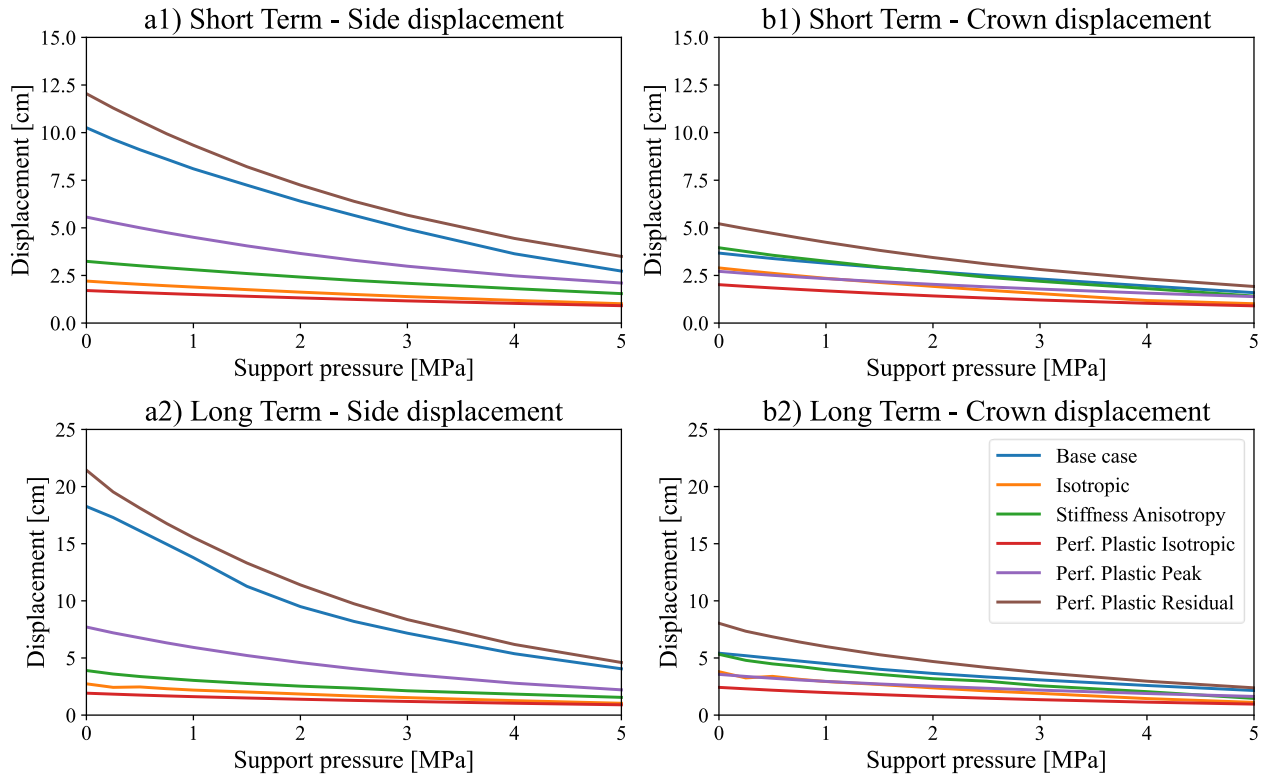 a1) Short Term - Side displacement
15.0
12.5
10.0
7.5
5.0
2.5
0.0
Displacement [cm]
0 1 2 3 4 5
Support pressure [MPa]
b1) Short Term - Crown displacement
15.0
12.5
10.0
7.5
5.0
2.5
0.0
Displacement [cm]
0 1 2 3 4 5
Support pressure [MPa]
a2) Long Term - Side displacement
25
20
15
10
5
0
Displacement [cm]
0 1 2 3 4 5
Support pressure [MPa]
b2) Long Term - Crown displacement
25
20
15
10
5
0
Displacement [cm]
Base case
Isotropic
Stiffness Anisotropy
Perf. Plastic Isotropic
Perf. Plastic Peak
Perf. Plastic Residual
0 1 2 3 4 5
Support pressure [MPa]